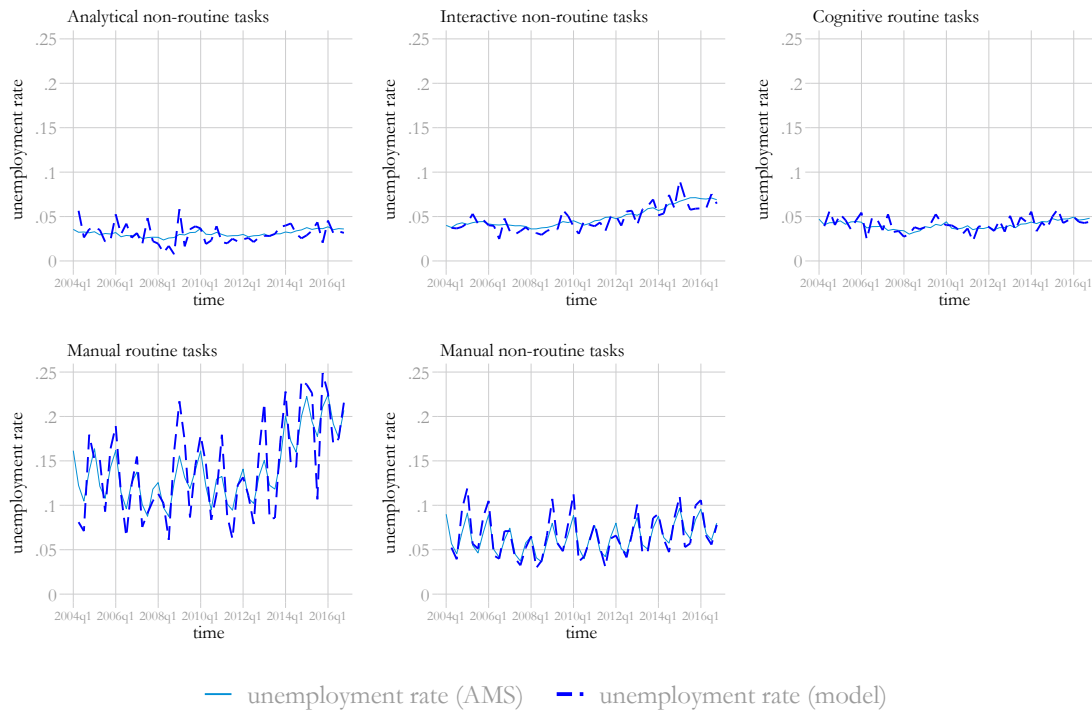 Analytical non-routine tasks
unemployment rate
.25
.2
.15
.1
.05
0
2004q1 2006q1 2008q1 2010q1 2012q1 2014q1 2016q1
time
Interactive non-routine tasks
unemployment rate
.25
.2
.15
.1
.05
0
2004q1 2006q1 2008q1 2010q1 2012q1 2014q1 2016q1
time
Cognitive routine tasks
unemployment rate
.25
.2
.15
.1
.05
0
2004q1 2006q1 2008q1 2010q1 2012q1 2014q1 2016q1
time
Manual routine tasks
unemployment rate
.25
.2
.15
.1
.05
0
2004q1 2006q1 2008q1 2010q1 2012q1 2014q1 2016q1
time
Manual non-routine tasks
unemployment rate
.25
.2
.15
.1
.05
0
2004q1 2006q1 2008q1 2010q1 2012q1 2014q1 2016q1
time
unemployment rate (AMS) unemployment rate (model)